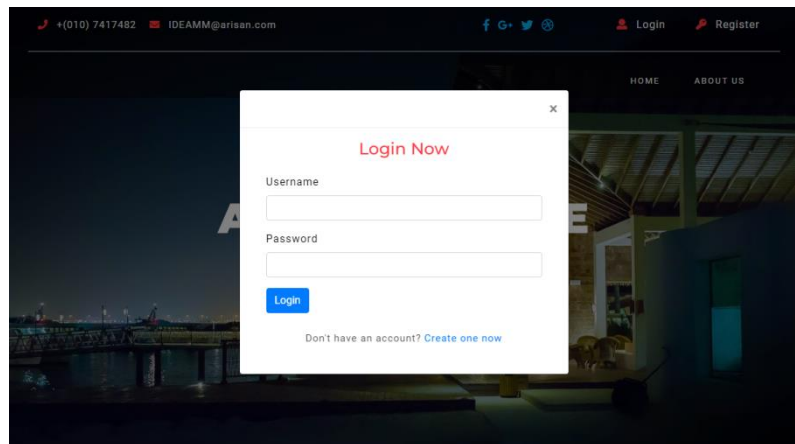 +(010) 7417482 IDEAMM@arisan.com Login Register
HOME ABOUT US
×
Login Now
Username
Password
Login
Don't have an account? Create one now